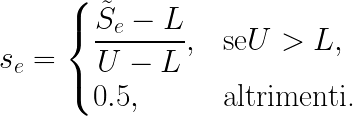 s_e = \begin{cases} \dfrac{\tilde{S}_e - L}{U - L}, & \text{se} U > L, \\ 0.5, & \text{altrimenti.} \end{cases}